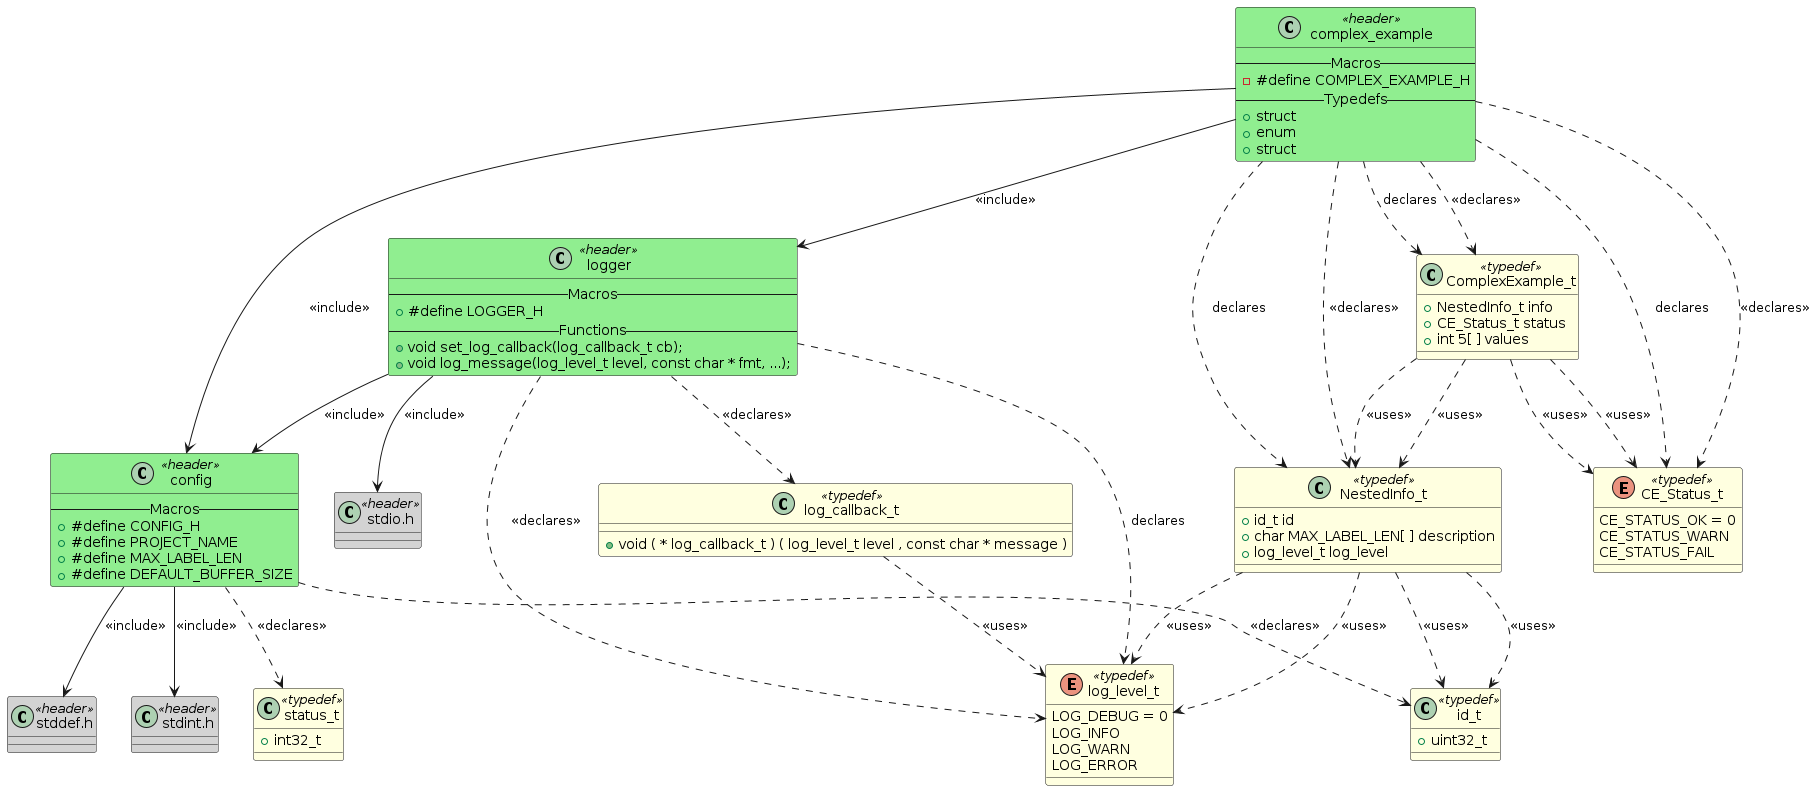 C
«header»
complex_example
Macros
#define COMPLEX_EXAMPLE_H
Typedefs
struct
enum
struct
«include»
declares
«declares»
C
«header»
logger
Macros
#define LOGGER_H
Functions
void set_log_callback(log_callback_t cb);
void log_message(log_level_t level, const char * fmt, ...);
C
«typedef»
ComplexExample_t
NestedInfo_t info
CE_Status_t status
int 5[ ] values
«include»
declares
«declares»
declares
«declares»
«include»
«include»
«declares»
«uses»
«uses»
«uses»
«uses»
C
«header»
config
Macros
#define CONFIG_H
#define PROJECT_NAME
#define MAX_LABEL_LEN
#define DEFAULT_BUFFER_SIZE
C
«header»
stdio.h
«declares»
C
«typedef»
log_callback_t
void ( * log_callback_t ) ( log_level_t level , const char * message )
declares
C
«typedef»
NestedInfo_t
id_t id
char MAX_LABEL_LEN[ ] description
log_level_t log_level
E
«typedef»
CE_Status_t
CE_STATUS_OK = 0
CE_STATUS_WARN
CE_STATUS_FAIL
«include»
«include»
«declares»
«uses»
«uses»
«declares»
«uses»
«uses»
«uses»
C
«header»
stddef.h
C
«header»
stdint.h
C
«typedef»
status_t
int32_t
E
«typedef»
log_level_t
LOG_DEBUG = 0
LOG_INFO
LOG_WARN
LOG_ERROR
C
«typedef»
id_t
uint32_t